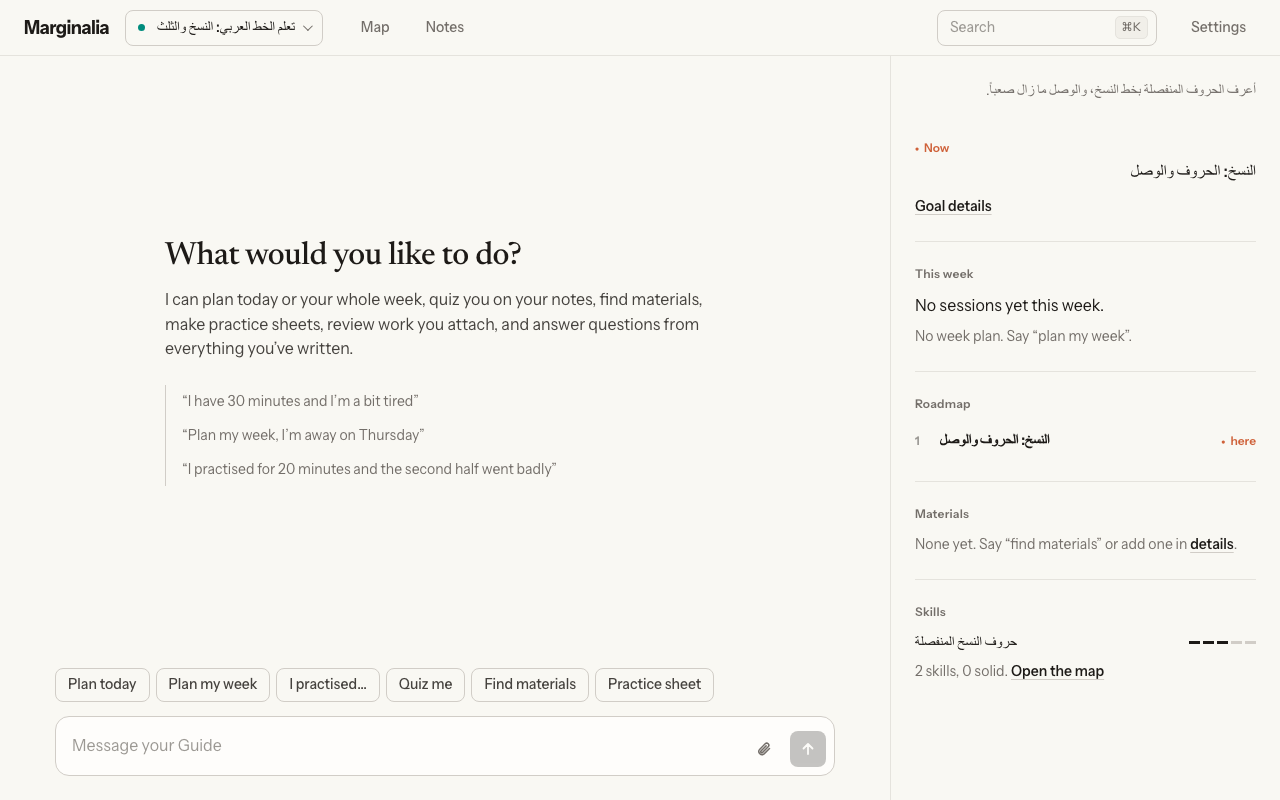 Marginalia
تعلم الخط العربي: النسخ والثلث
Map
Notes
Search
⌘K
Settings
What would you like to do?
I can plan today or your whole week, quiz you on your notes, find materials,
make practice sheets, review work you attach, and answer questions from
everything you’ve written.
“I have 30 minutes and I’m a bit tired”
“Plan my week, I’m away on Thursday”
“I practised for 20 minutes and the second half went badly”
Plan today
Plan my week
I practised…
Quiz me
Find materials
Practice sheet
Message your Guide
أعرف الحروف المنفصلة بخط النسخ، والوصل ما زال صعباً.
• Now
النسخ: الحروف والوصل
Goal details
This week
No sessions yet this week.
No week plan. Say “plan my week”.
Roadmap
1 النسخ: الحروف والوصل • here
Materials
None yet. Say “find materials” or add one in details.
Skills
حروف النسخ المنفصلة
2 skills, 0 solid. Open the map